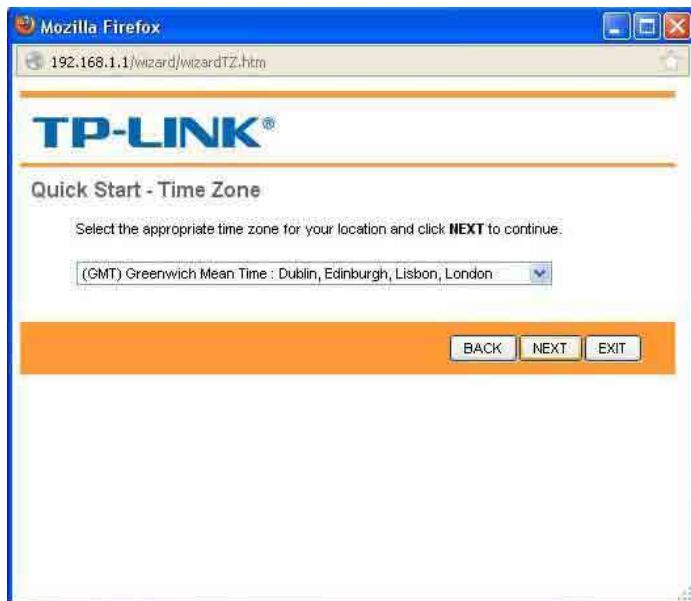 Mozilla Firefox
192.168.1.1/wizard/wizardTZ.htm
TP-LINK®
Quick Start - Time Zone
Select the appropriate time zone for your location and click NEXT to continue.
(GMT) Greenwich Mean Time : Dublin, Edinburgh, Lisbon, London
BACK NEXT EXIT